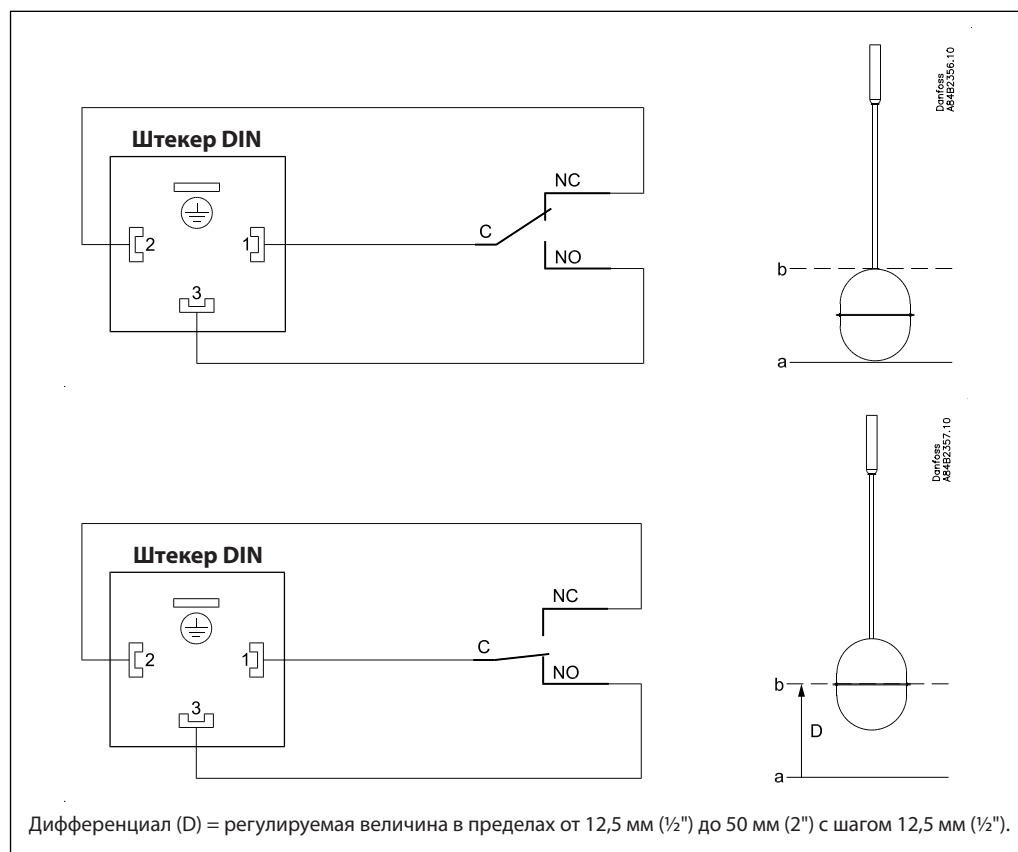 Штекер DIN
2
1
3
C
NC
NO
b
a
Danfoss
A84B2356.10
Штекер DIN
2
1
3
C
NC
NO
b
D
a
Danfoss
A84B2357.10
Дифференциал (D) = регулируемая величина в пределах от 12,5 мм (½") до 50 мм (2") с шагом 12,5 мм (½").